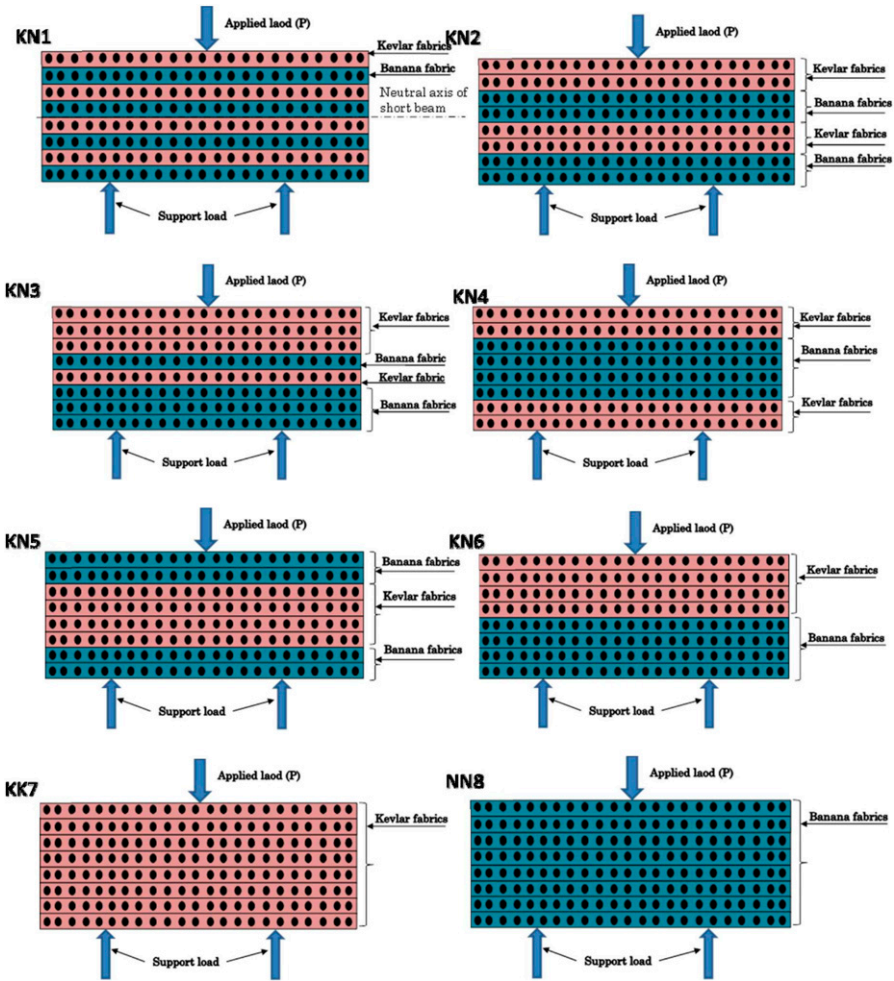 KN1
Applied laod (P)
Kevlar fabrics
Banana fabric
Neutral axis of
short beam
Support load
KN2
Applied laod (P)
Kevlar fabrics
Banana fabrics
Kevlar fabrics
Banana fabrics
Support load
KN3
Applied laod (P)
Kevlar fabrics
Banana fabric
Kevlar fabric
Banana fabrics
Support load
KN4
Applied laod (P)
Kevlar fabrics
Banana fabrics
Kevlar fabrics
Support load
KN5
Applied laod (P)
Banana fabrics
Kevlar fabrics
Banana fabrics
Support load
KN6
Applied laod (P)
Kevlar fabrics
Banana fabrics
Support load
KK7
Applied laod (P)
Kevlar fabrics
Support load
NN8
Applied laod (P)
Banana fabrics
Support load